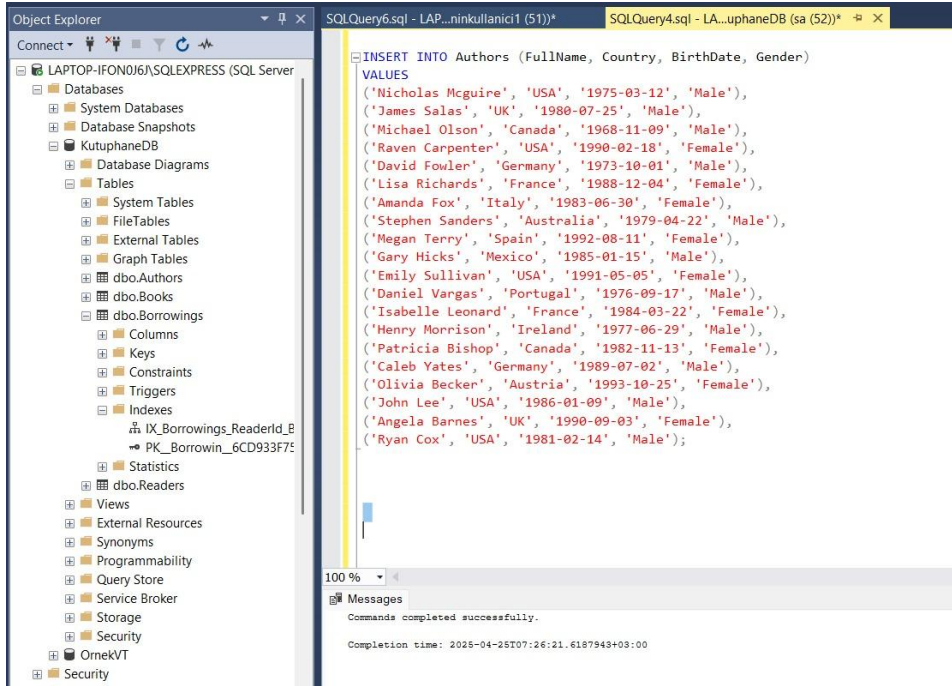 Object Explorer
Connect
LAPTOP-IFON0J6J\SQLEXPRESS (SQL Server
Databases
System Databases
Database Snapshots
KutuphaneDB
Database Diagrams
Tables
System Tables
FileTables
External Tables
Graph Tables
dbo.Authors
dbo.Books
dbo.Borrowings
Columns
Keys
Constraints
Triggers
Indexes
IX_Borrowings_ReaderId_B
PK__Borrowin__6CD933F75
Statistics
dbo.Readers
Views
External Resources
Synonyms
Programmability
Query Store
Service Broker
Storage
Security
OrnekVT
Security
SQLQuery6.sql - LAP...ninkullanici1 (51))*
SQLQuery4.sql - LA...uphaneDB (sa (52))*
INSERT INTO Authors (FullName, Country, BirthDate, Gender)
VALUES
('Nicholas Mcguire', 'USA', '1975-03-12', 'Male'),
('James Salas', 'UK', '1980-07-25', 'Male'),
('Michael Olson', 'Canada', '1968-11-09', 'Male'),
('Raven Carpenter', 'USA', '1990-02-18', 'Female'),
('David Fowler', 'Germany', '1973-10-01', 'Male'),
('Lisa Richards', 'France', '1988-12-04', 'Female'),
('Amanda Fox', 'Italy', '1983-06-30', 'Female'),
('Stephen Sanders', 'Australia', '1979-04-22', 'Male'),
('Megan Terry', 'Spain', '1992-08-11', 'Female'),
('Gary Hicks', 'Mexico', '1985-01-15', 'Male'),
('Emily Sullivan', 'USA', '1991-05-05', 'Female'),
('Daniel Vargas', 'Portugal', '1976-09-17', 'Male'),
('Isabelle Leonard', 'France', '1984-03-22', 'Female'),
('Henry Morrison', 'Ireland', '1977-06-29', 'Male'),
('Patricia Bishop', 'Canada', '1982-11-13', 'Female'),
('Caleb Yates', 'Germany', '1989-07-02', 'Male'),
('Olivia Becker', 'Austria', '1993-10-25', 'Female'),
('John Lee', 'USA', '1986-01-09', 'Male'),
('Angela Barnes', 'UK', '1990-09-03', 'Female'),
('Ryan Cox', 'USA', '1981-02-14', 'Male');
100 %
Messages
Commands completed successfully.
Completion time: 2025-04-25T07:26:21.6187943+03:00